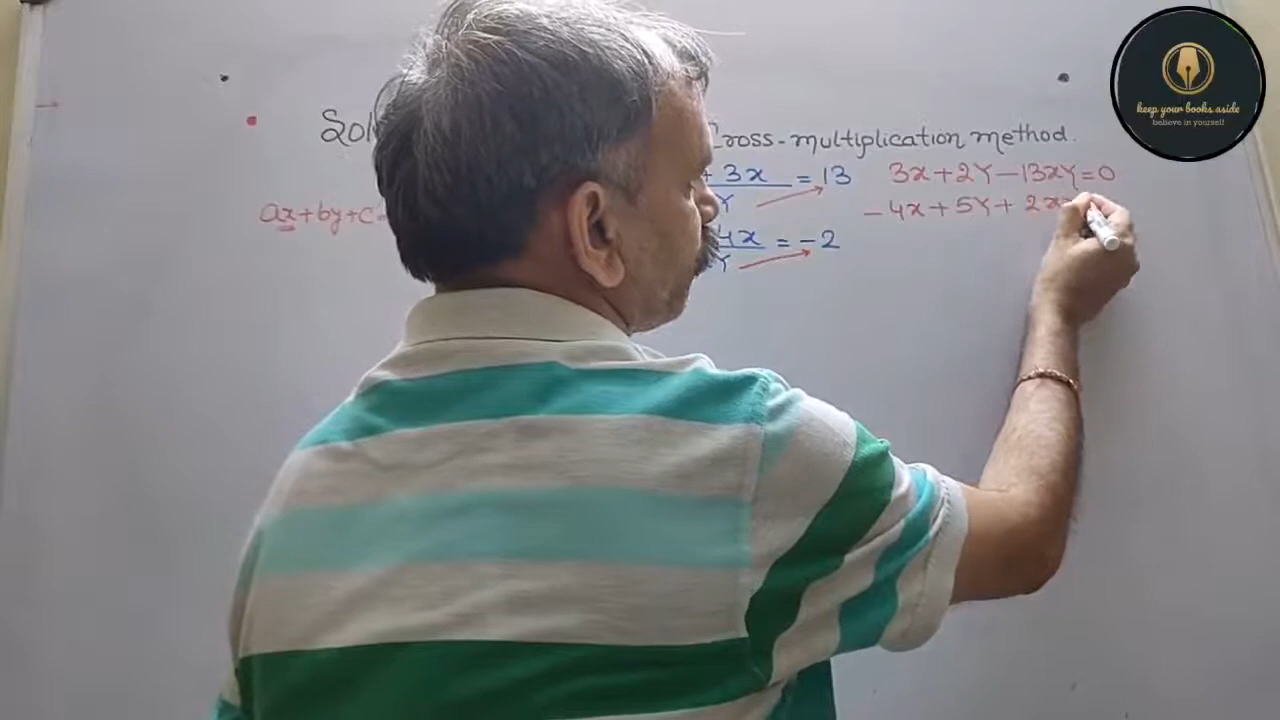 Cross-multiplication method.
+ 3x = 13
Y
3x+2Y-13xY=0
-4x+5Y+2x
ax+by+c
4x = -2
Y
keep your books aside
believe in yourself